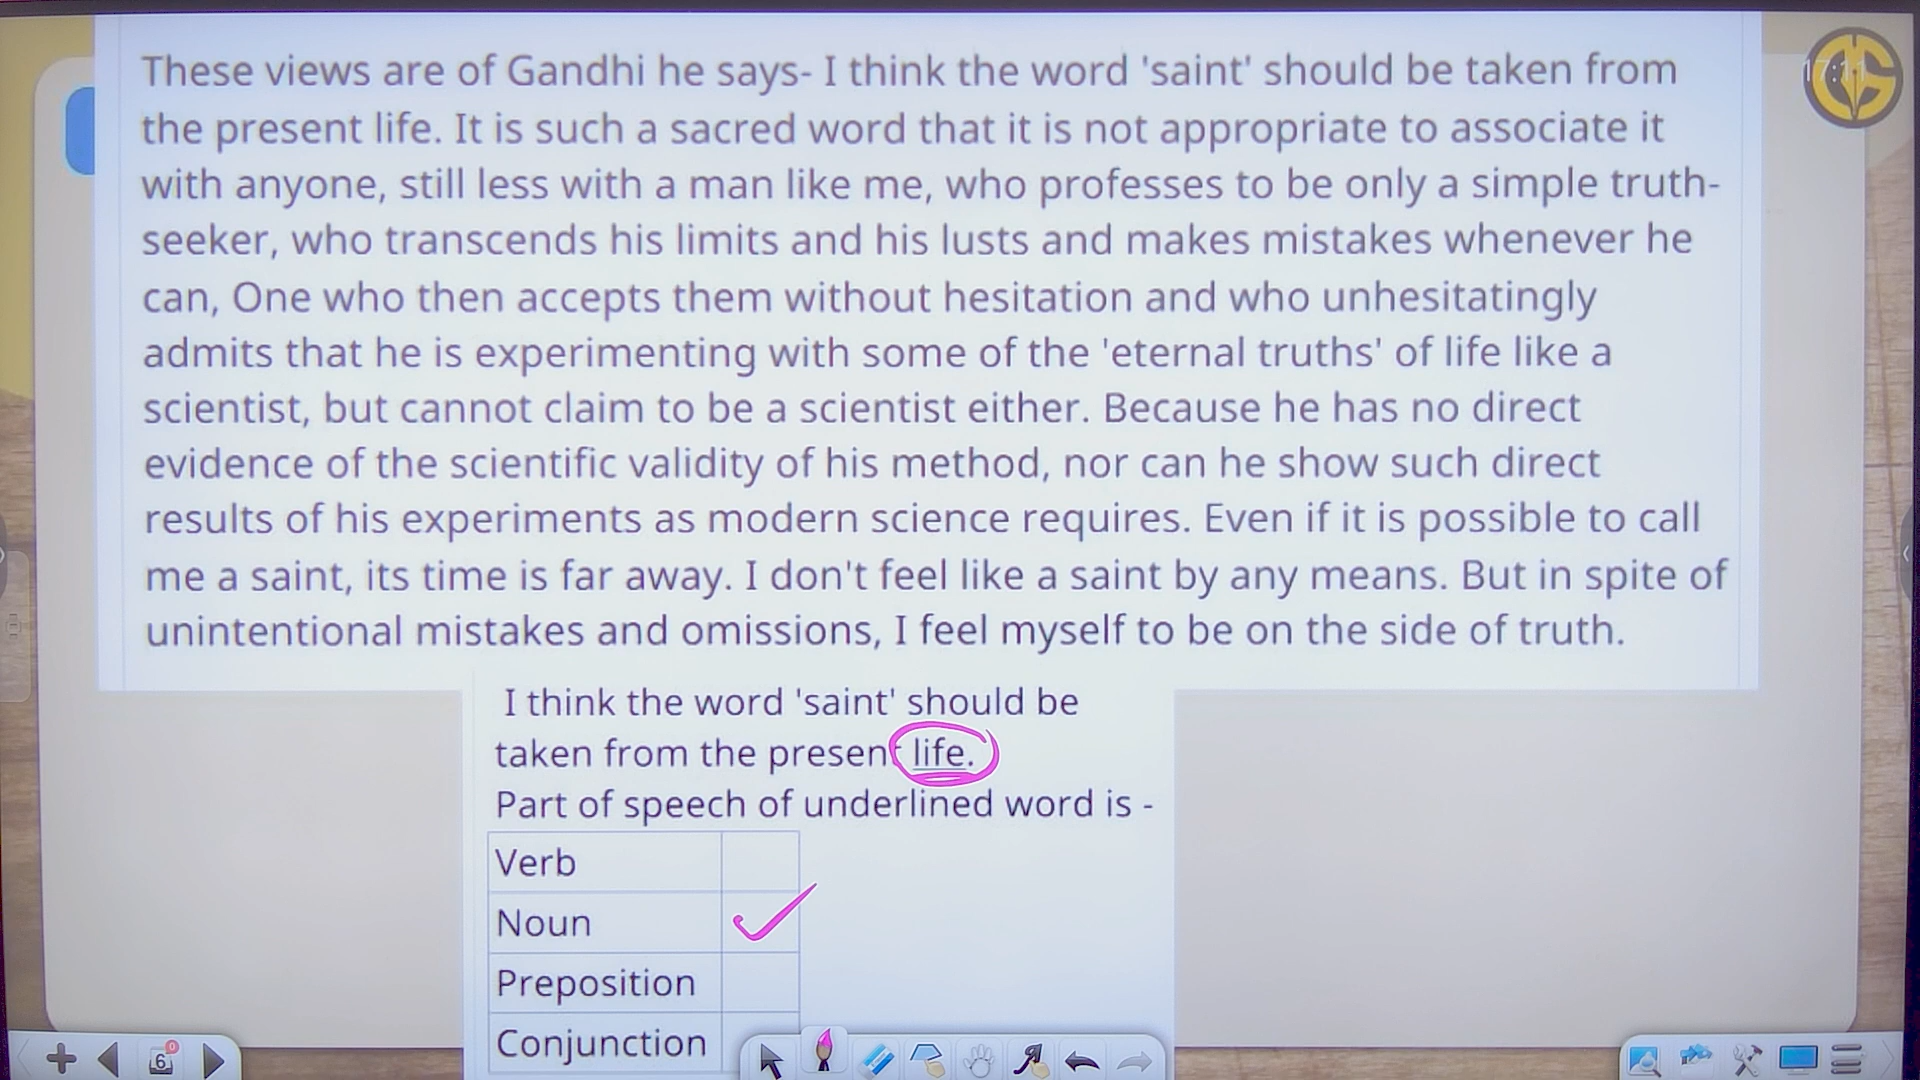 These views are of Gandhi he says- I think the word 'saint' should be taken from
the present life. It is such a sacred word that it is not appropriate to associate it
with anyone, still less with a man like me, who professes to be only a simple truth-
seeker, who transcends his limits and his lusts and makes mistakes whenever he
can, One who then accepts them without hesitation and who unhesitatingly
admits that he is experimenting with some of the 'eternal truths' of life like a
scientist, but cannot claim to be a scientist either. Because he has no direct
evidence of the scientific validity of his method, nor can he show such direct
results of his experiments as modern science requires. Even if it is possible to call
me a saint, its time is far away. I don't feel like a saint by any means. But in spite of
unintentional mistakes and omissions, I feel myself to be on the side of truth.
17:11
I think the word 'saint' should be
taken from the present life.
Part of speech of underlined word is -
Verb
Noun
Preposition
Conjunction
6
0